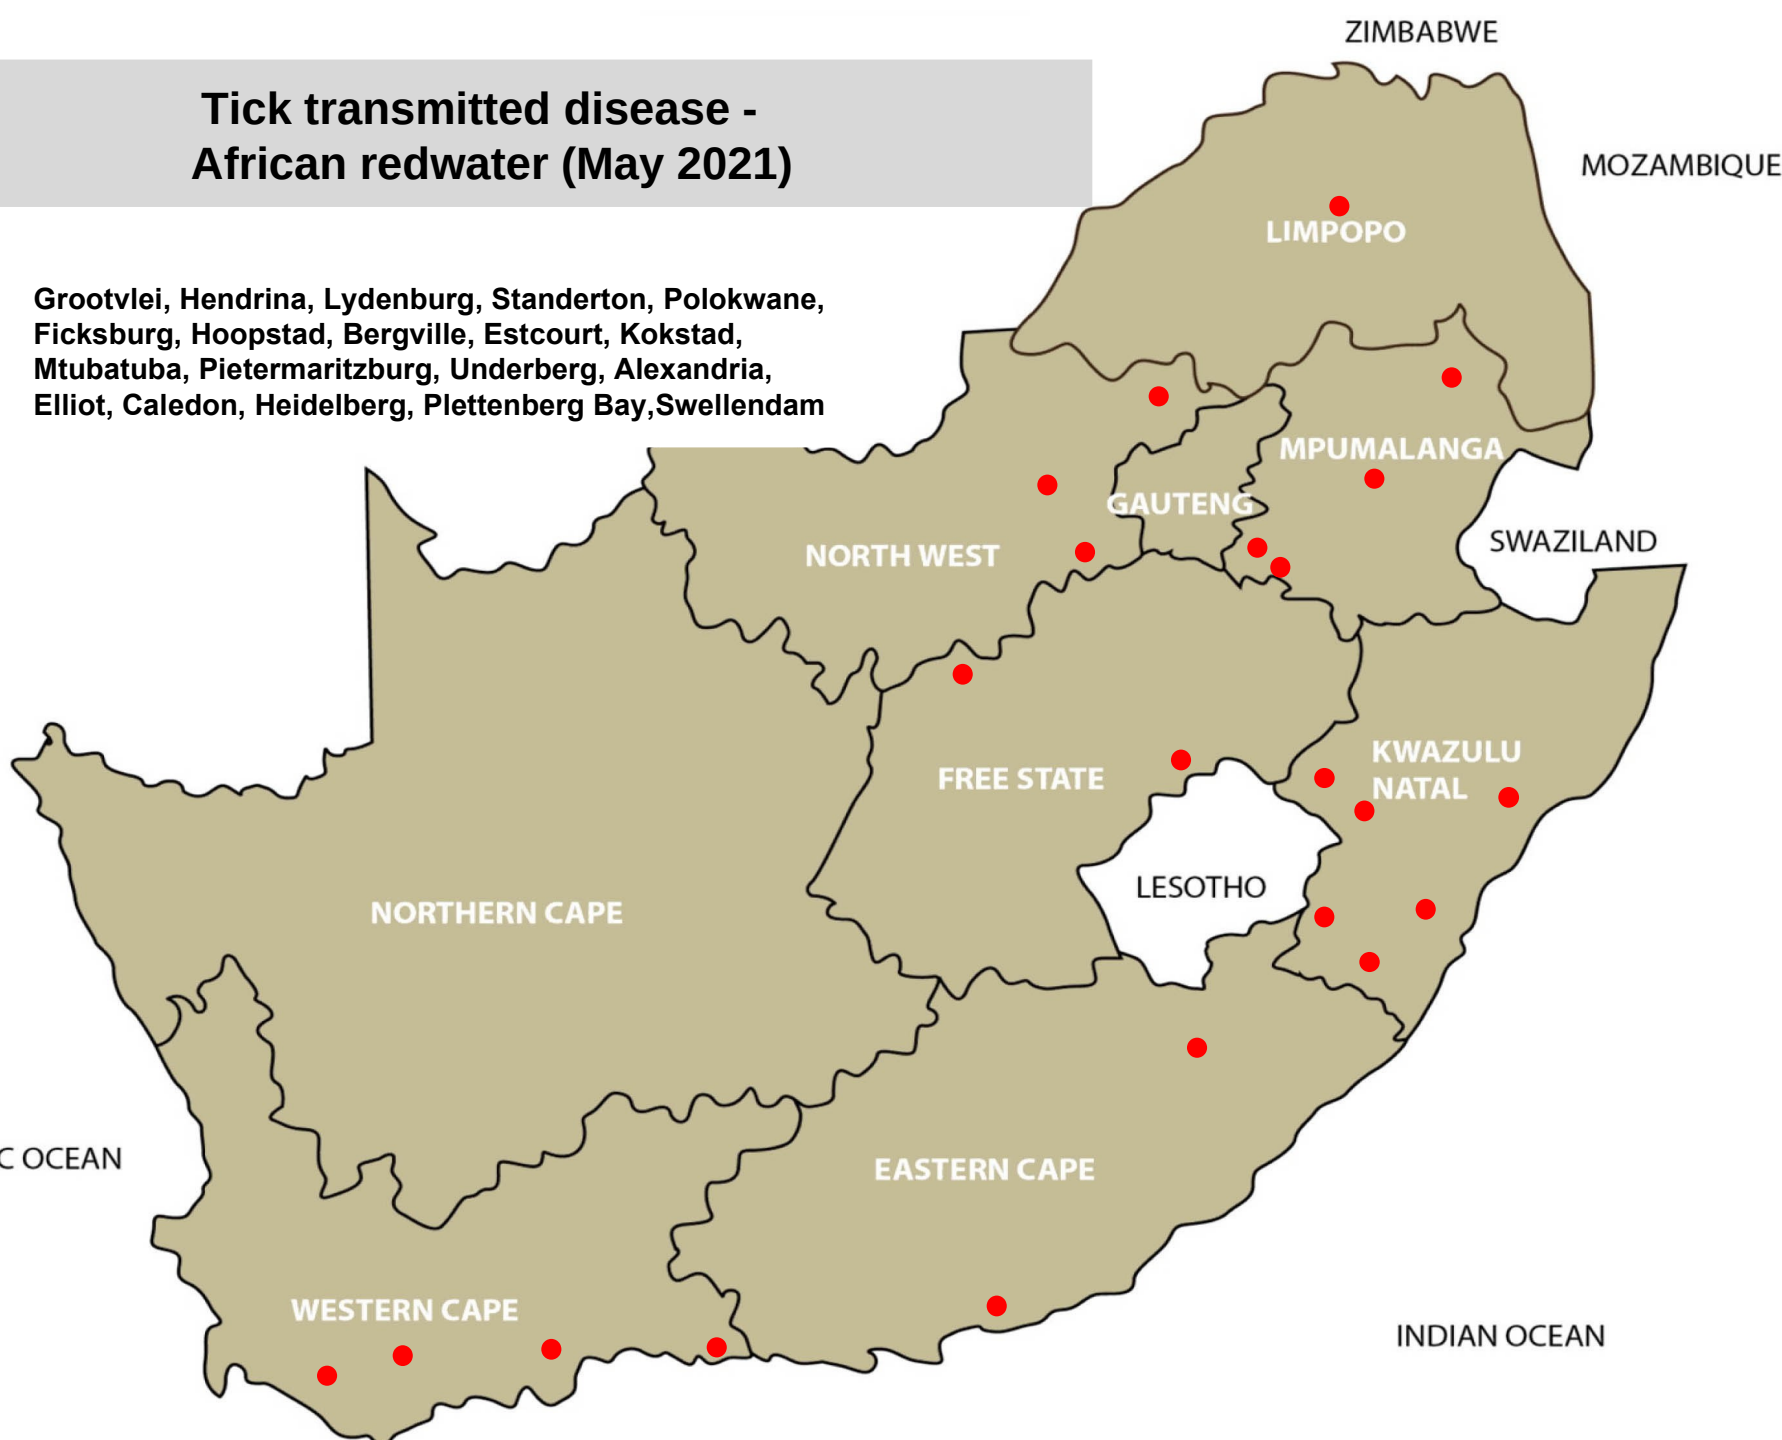 ZIMBABWE
Tick transmitted disease -
African redwater (May 2021)
MOZAMBIQUE
LIMPOPO
Grootvlei, Hendrina, Lydenburg, Standerton, Polokwane,
Ficksburg, Hoopstad, Bergville, Estcourt, Kokstad,
Mtubatuba, Pietermaritzburg, Underberg, Alexandria,
Elliot, Caledon, Heidelberg, Plettenberg Bay,Swellendam
MPUMALANGA
GAUTENG
SWAZILAND
NORTH WEST
KWAZULU
NATAL
FREE STATE
LESOTHO
NORTHERN CAPE
C OCEAN
EASTERN CAPE
WESTERN CAPE
INDIAN OCEAN